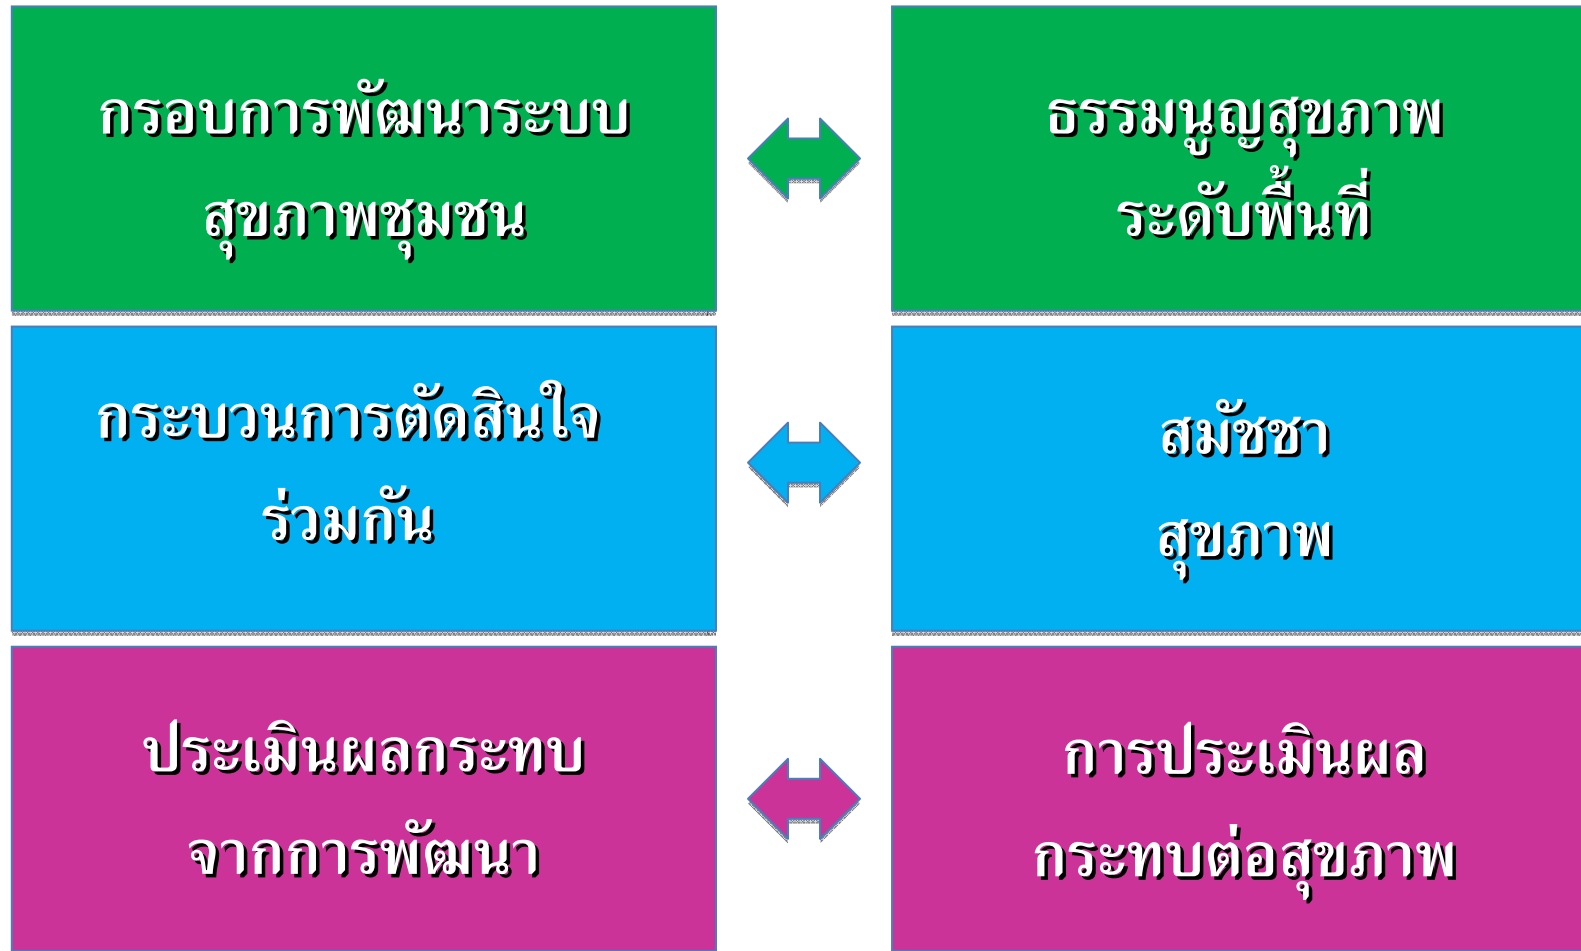 กรอบการพัฒนาระบบ
สุขภาพชุมชน
ธรรมนูญสุขภาพ
ระดับพื้นที่
กระบวนการตัดสินใจ
ร่วมกัน
สมัชชา
สุขภาพ
ประเมินผลกระทบ
จากการพัฒนา
การประเมินผล
กระทบต่อสุขภาพ